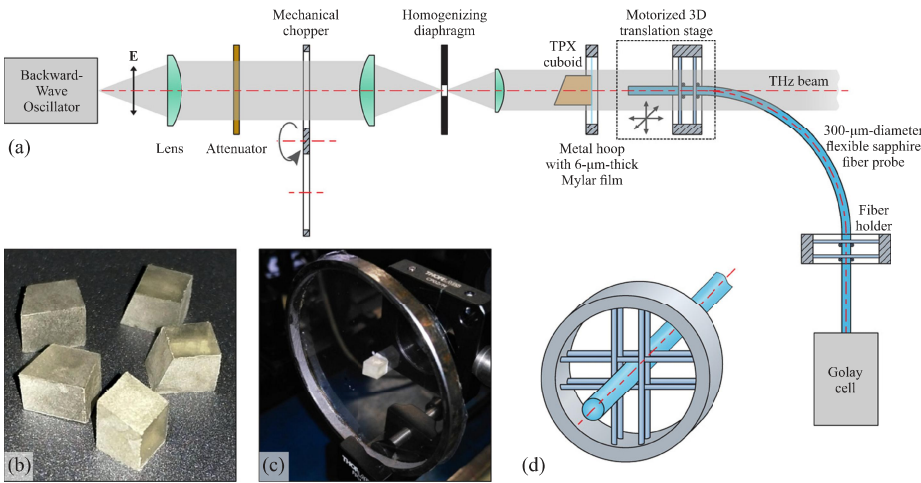 Mechanical
chopper
Homogenizing
diaphragm
Motorized 3D
translation stage
TPX
cuboid
E
Backward-
Wave
Oscillator
THz beam
(a)
Lens
Attenuator
Metal hoop
with 6-μm-thick
Mylar film
300-μm-diameter
flexible sapphire
fiber probe
Fiber
holder
Golay
cell
(b)
(c)
(d)
THORLABS